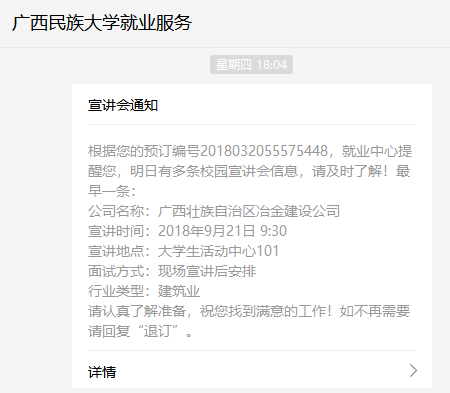 广西民族大学就业服务
星期四 18:04
宣讲会通知
根据您的预订编号2018032055575448，就业中心提
醒您，明日有多条校园宣讲会信息，请及时了解！最
早一条：
公司名称：广西壮族自治区冶金建设公司
宣讲时间：2018年9月21日 9:30
宣讲地点：大学生活动中心101
面试方式：现场宣讲后安排
行业类型：建筑业
请认真了解准备，祝您找到满意的工作！如不再需要
请回复“退订”。
详情